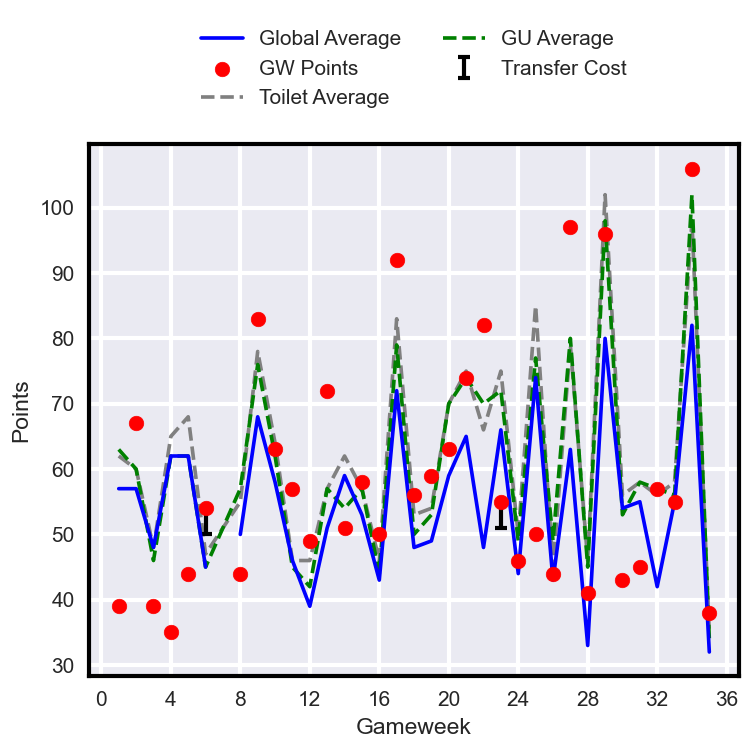 Global Average
GW Points
Toilet Average
GU Average
Transfer Cost
Points
100
90
80
70
60
50
40
30
0 4 8 12 16 20 24 28 32 36
Gameweek